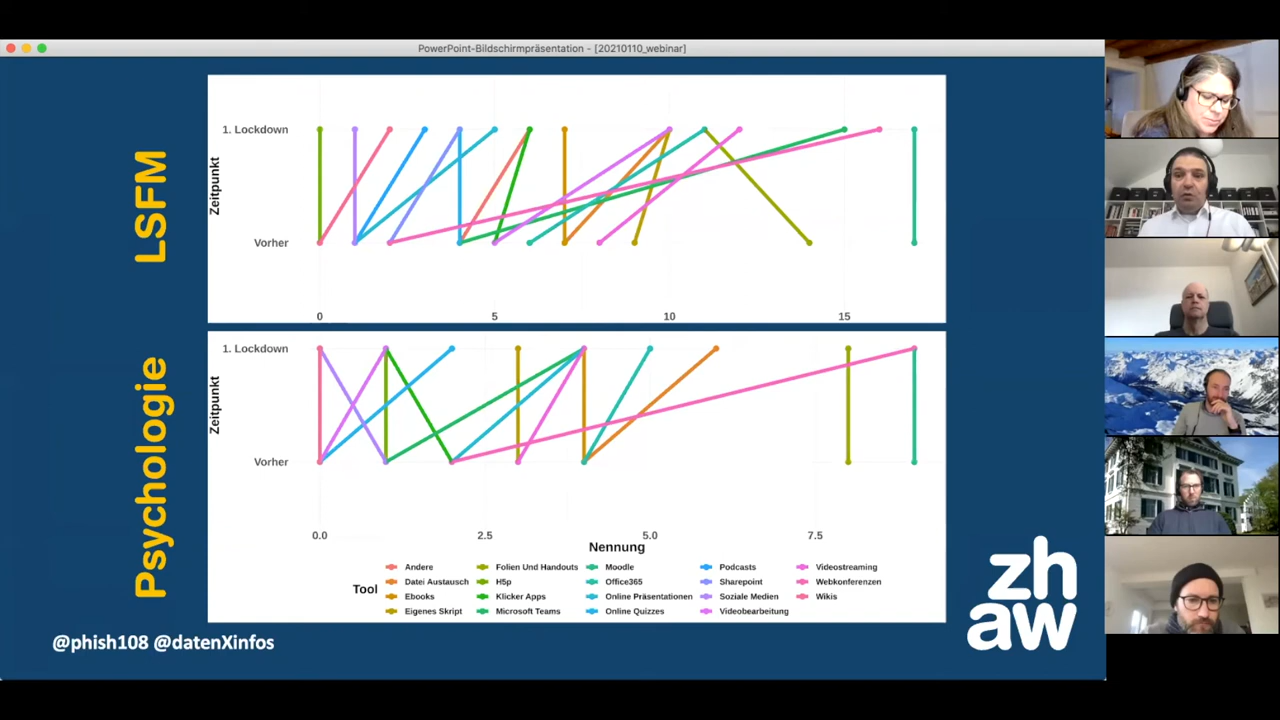 PowerPoint-Bildschirmpräsentation - [20210110_webinar]
LSFM
Zeitpunkt
1. Lockdown
Vorher
0 5 10 15
Psychologie
Zeitpunkt
1. Lockdown
Vorher
0.0 2.5 5.0 7.5
Nennung
Tool
Andere Folien Und Handouts Moodle Podcasts Videostreaming
Datei Austausch H5p Office365 Sharepoint Webkonferenzen
Ebooks Klicker Apps Online Präsentationen Soziale Medien Wikis
Eigenes Skript Microsoft Teams Online Quizzes Videobearbeitung
@phish108 @datenXinfos
zh
aw